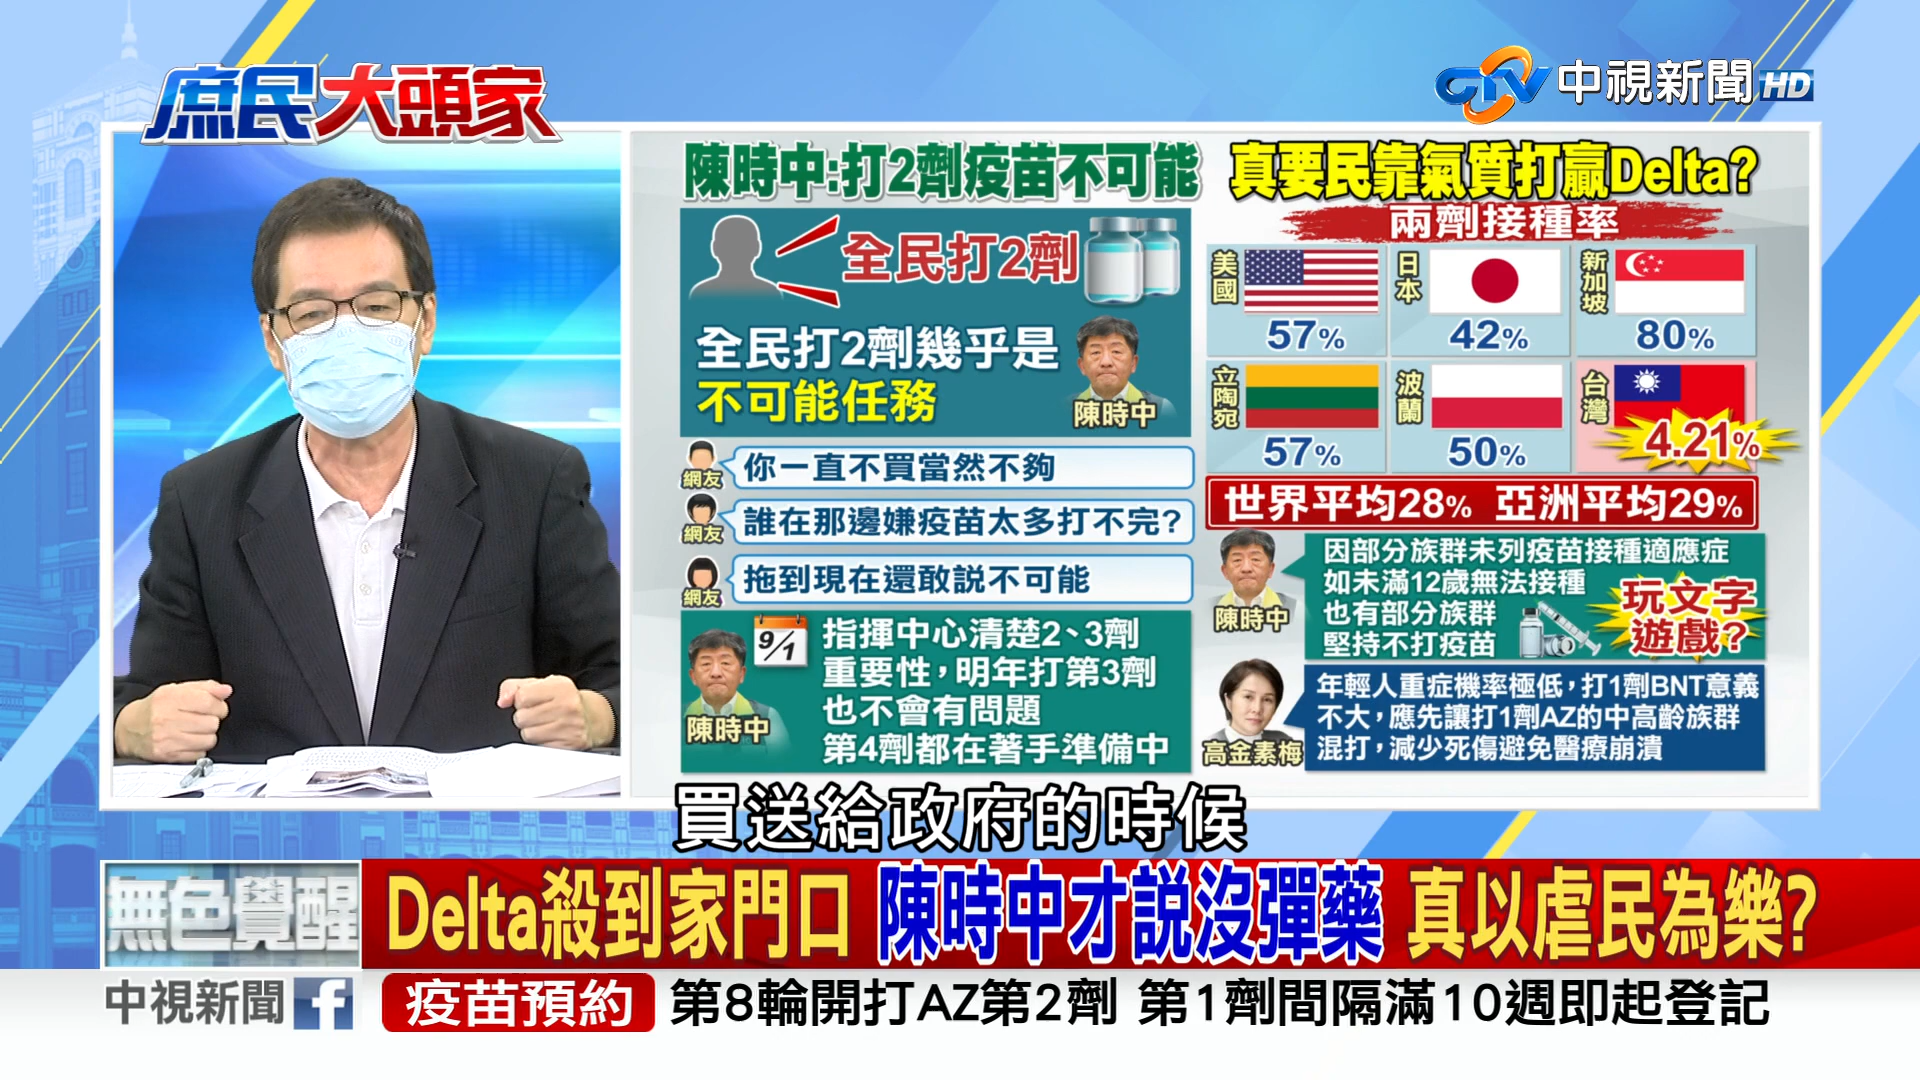 庶民大頭家
CTV中視新聞HD
陳時中:打2劑疫苗不可能
全民打2劑
全民打2劑幾乎是
不可能任務
陳時中
網友
你一直不買當然不夠
網友
誰在那邊嫌疫苗太多打不完?
網友
拖到現在還敢説不可能
陳時中
9/1
指揮中心清楚2、3劑
重要性,明年打第3劑
也不會有問題
第4劑都在著手準備中
真要民靠氣質打贏Delta?
兩劑接種率
美國
57%
日本
42%
新加坡
80%
立陶宛
57%
波蘭
50%
台灣
4.21%
世界平均28% 亞洲平均29%
陳時中
因部分族群未列疫苗接種適應症
如未滿12歲無法接種
也有部分族群
堅持不打疫苗
玩文字
遊戲?
高金素梅
年輕人重症機率極低,打1劑BNT意義
不大,應先讓打1劑AZ的中高齡族群
混打,減少死傷避免醫療崩潰
買送給政府的時候
無色覺醒
Delta殺到家門口 陳時中才説沒彈藥 真以虐民為樂?
中視新聞
疫苗預約
第8輪開打AZ第2劑 第1劑間隔滿10週即起登記